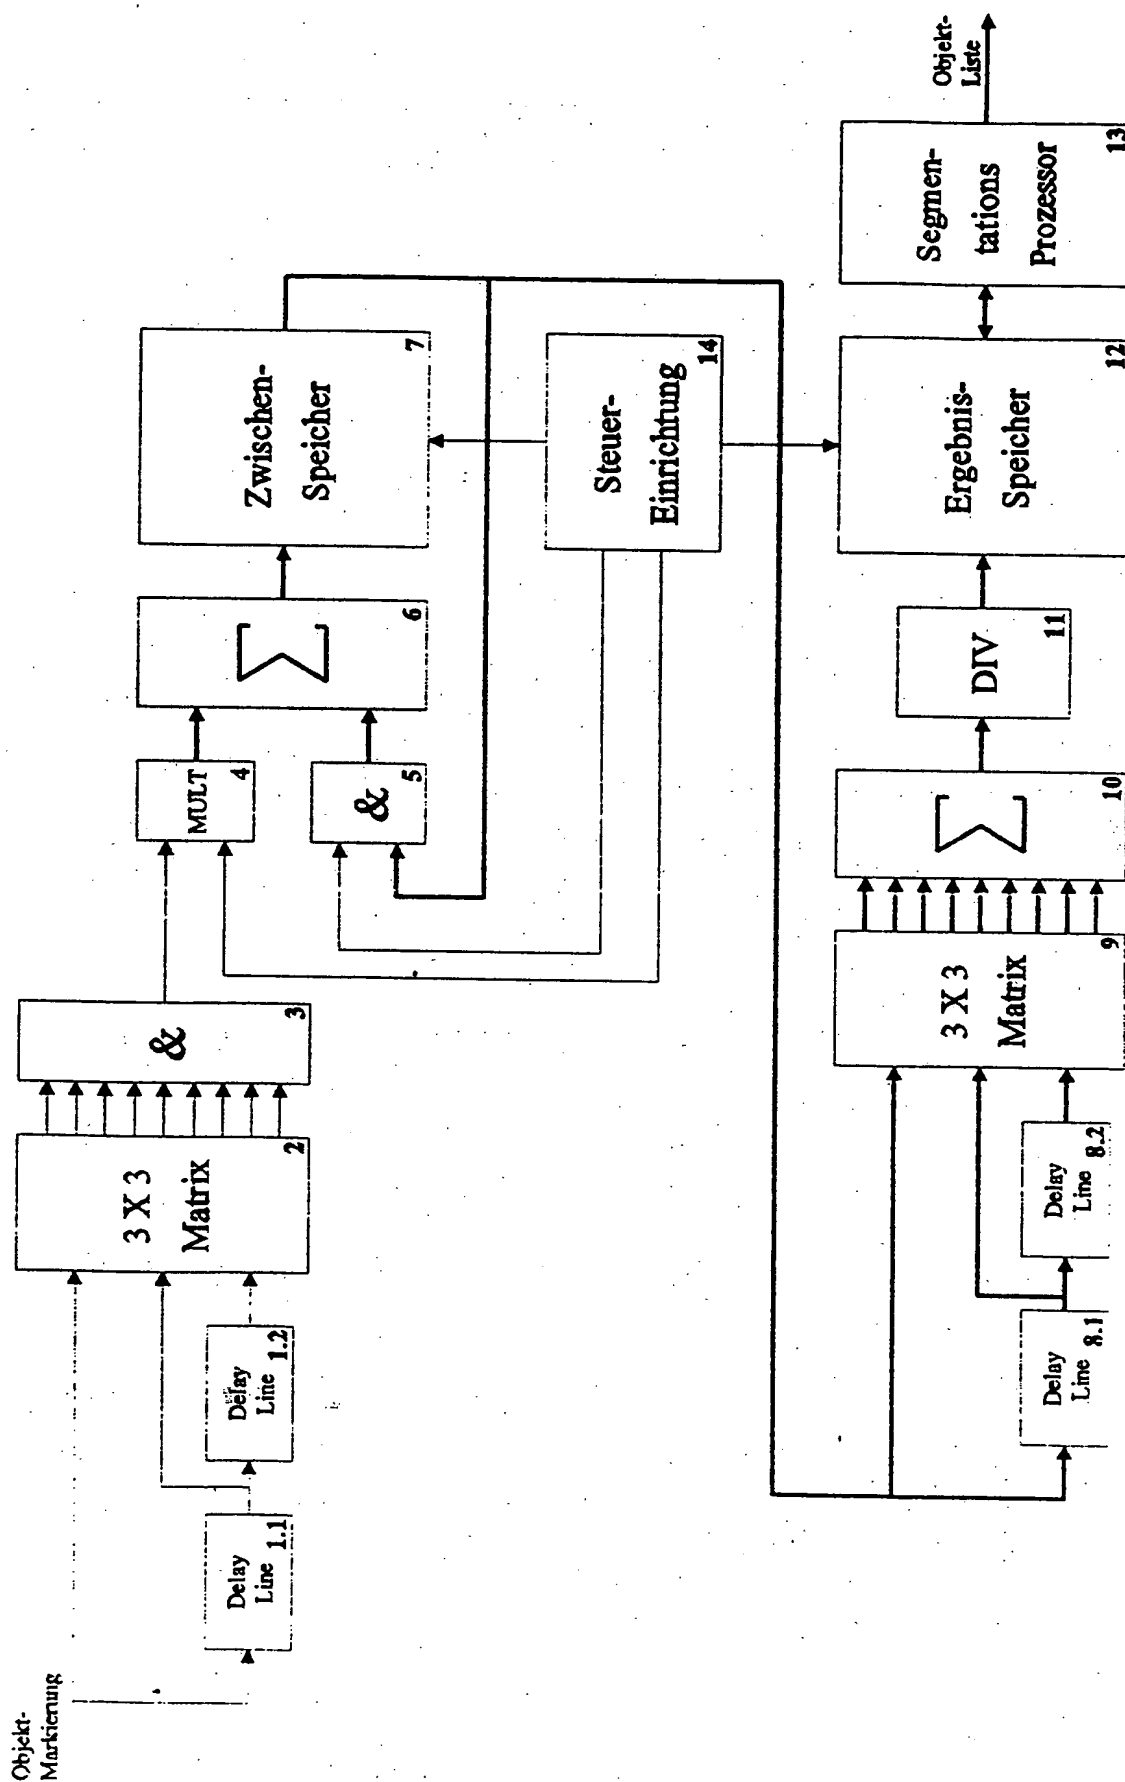 Objekt-
Markierung
Delay
Line
1.1
Delay
Line
1.2
3 X 3
Matrix
2
&
3
MULT
4
&
5
Σ
6
Zwischen-
Speicher
7
Steuer-
Einrichtung
14
Delay
Line
8.1
Delay
Line
8.2
3 X 3
Matrix
9
Σ
10
DIV
11
Ergebnis-
Speicher
12
Segmen-
tations
Prozessor
13
Objekt-
Liste